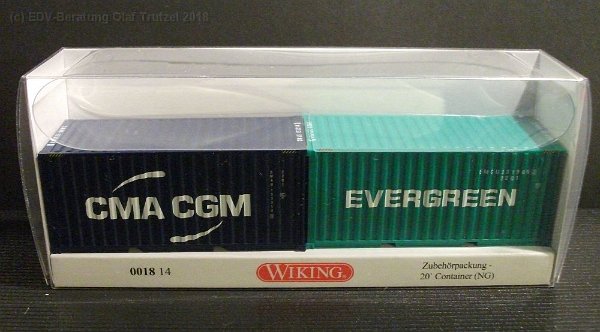 (c) EDV-Beratung Olaf Trutzel 2018
CMA CGM
EVERGREEN
0018 14
WIKING
Zubehörpackung -
20' Container (NG)